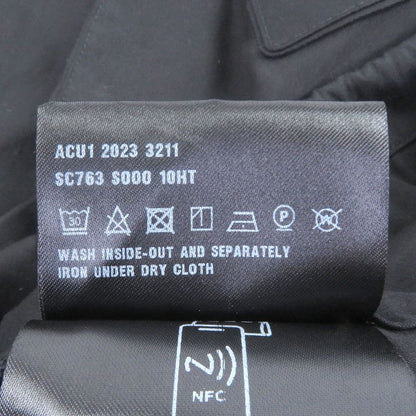 ACU1 2023 3211
SC763 S000 10HT
30 P W
WASH INSIDE-OUT AND SEPARATELY
IRON UNDER DRY CLOTH
NFC